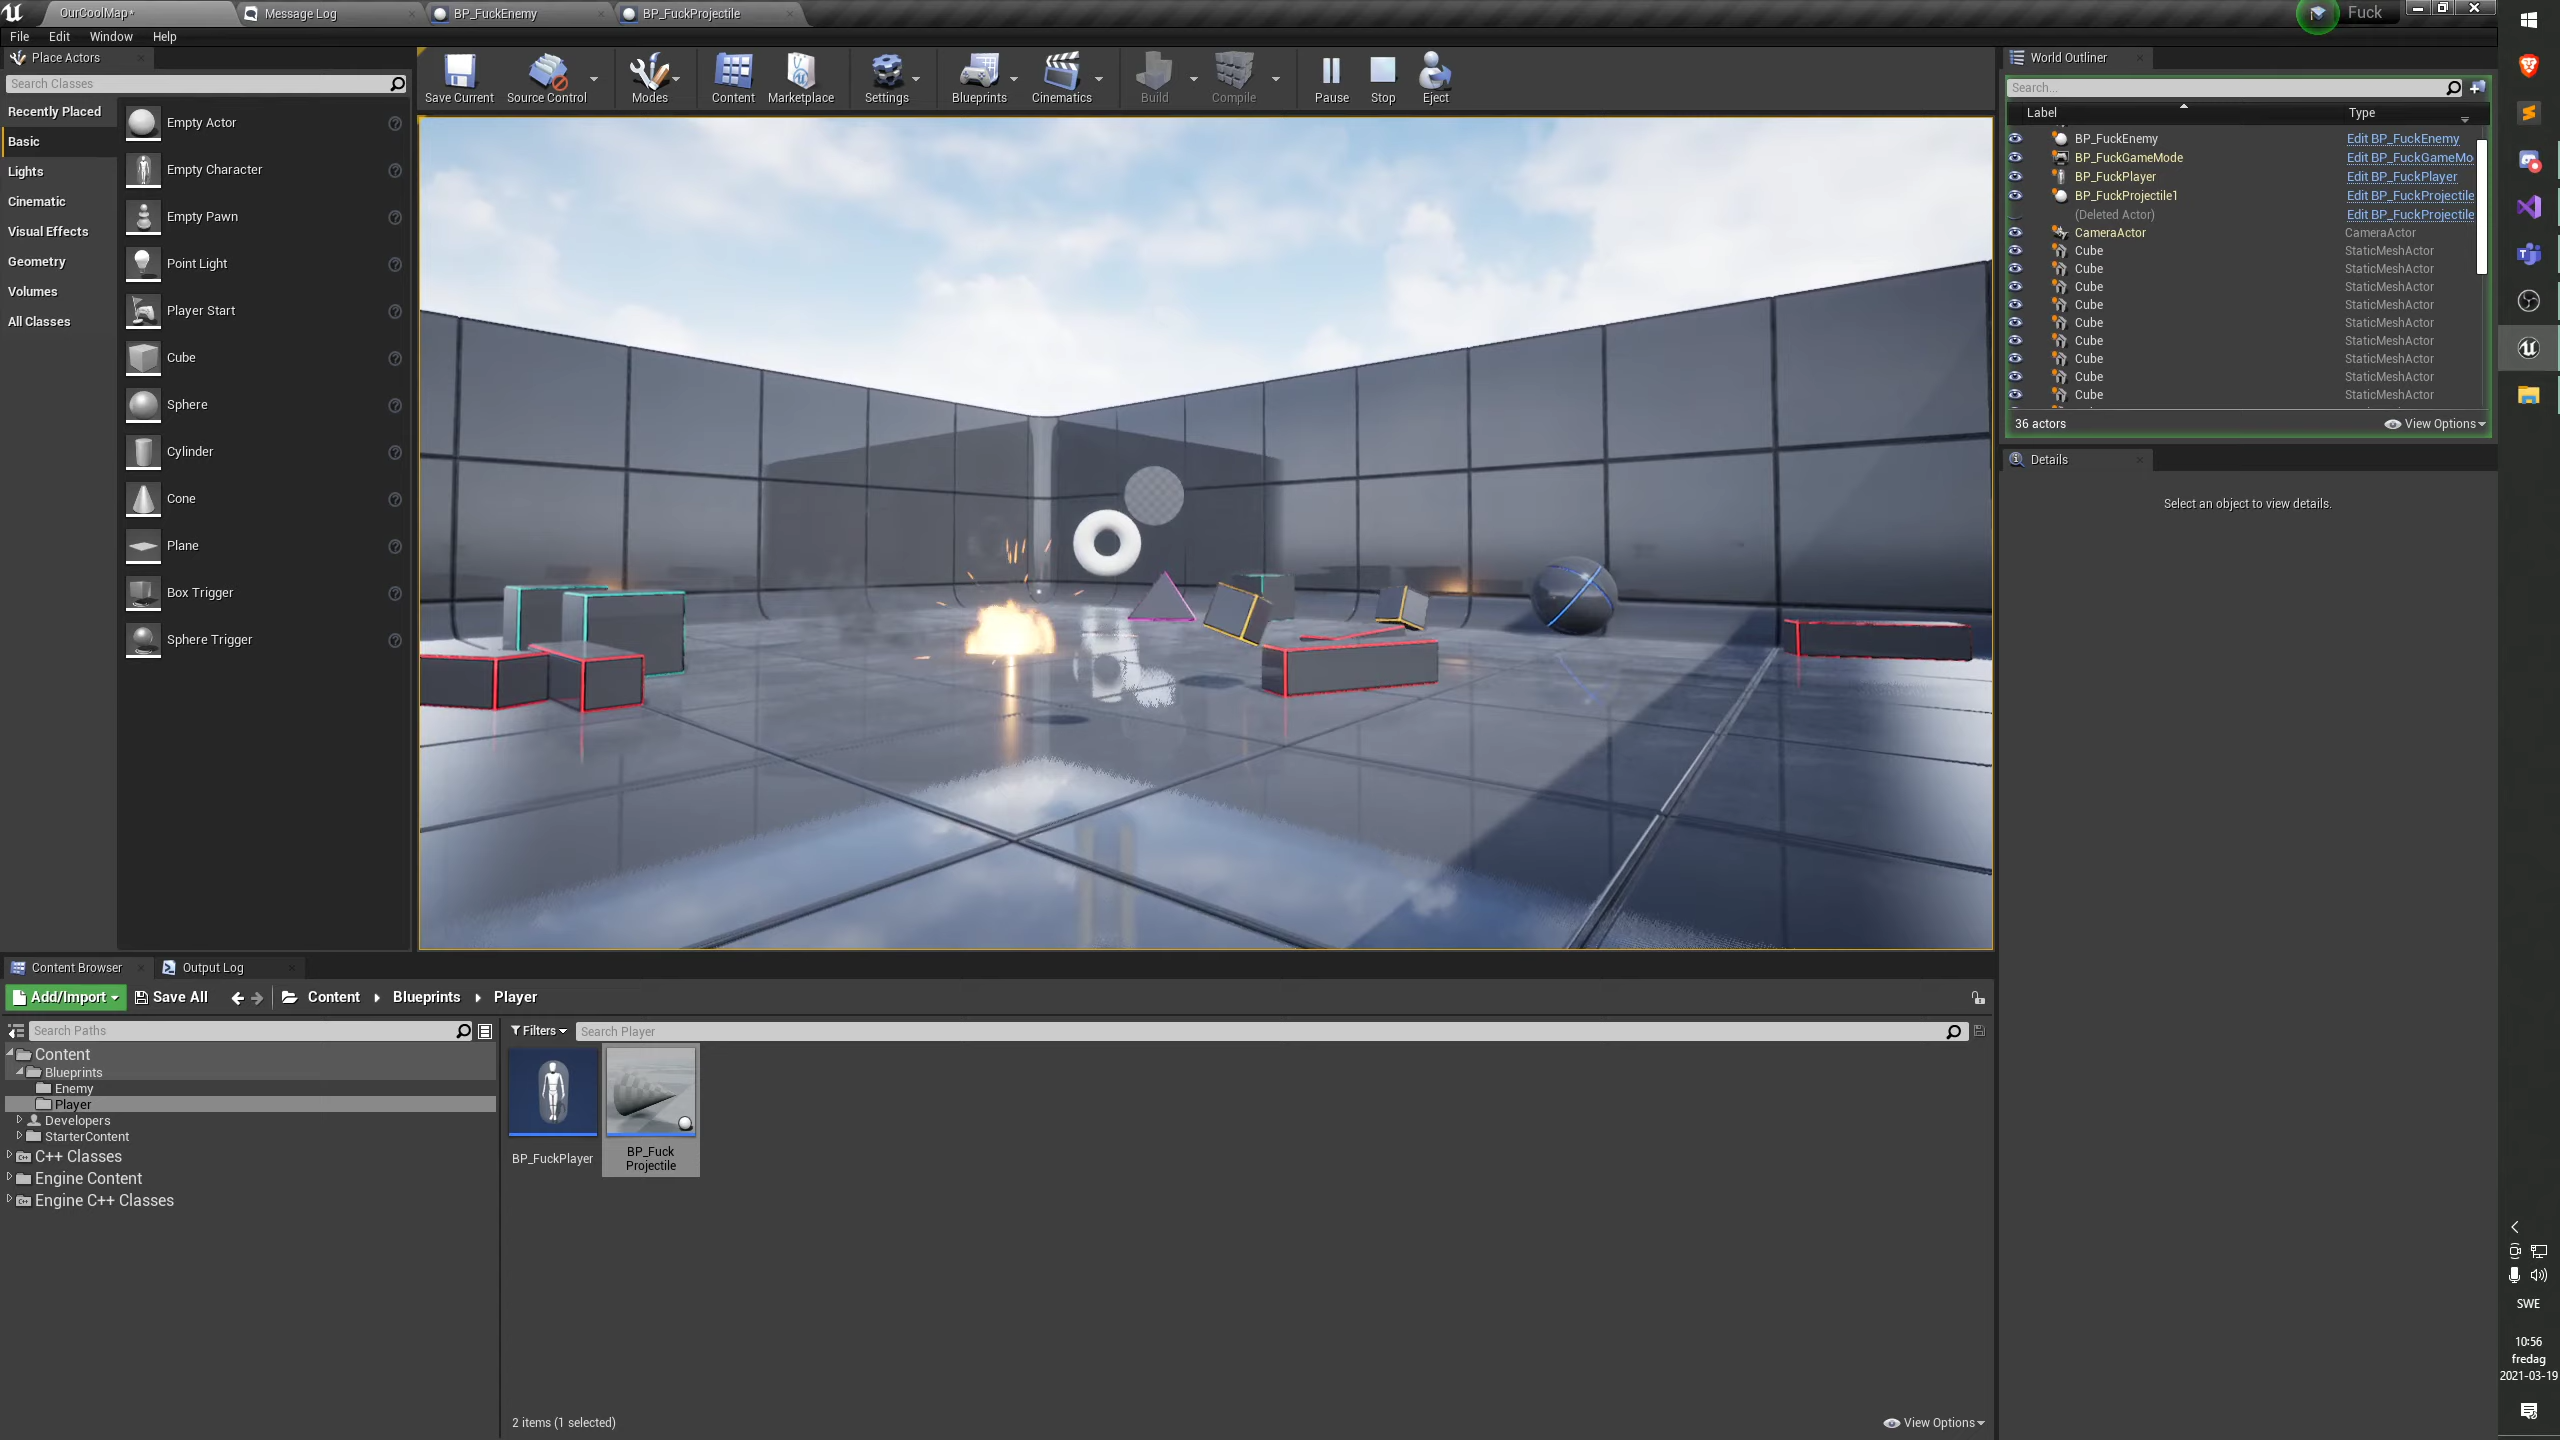 OurCoolMap*
Message Log
BP_FuckEnemy
BP_FuckProjectile
Fuck
File Edit Window Help
Place Actors
Search Classes
Recently Placed
Basic
Lights
Cinematic
Visual Effects
Geometry
Volumes
All Classes
Empty Actor
Empty Character
Empty Pawn
Point Light
Player Start
Cube
Sphere
Cylinder
Cone
Plane
Box Trigger
Sphere Trigger
Save Current
Source Control
Modes
Content
Marketplace
Settings
Blueprints
Cinematics
Build
Compile
Pause
Stop
Eject
World Outliner
Search...
Label Type
BP_FuckEnemy Edit BP_FuckEnemy
BP_FuckGameMode Edit BP_FuckGameMo
BP_FuckPlayer Edit BP_FuckPlayer
BP_FuckProjectile1 Edit BP_FuckProjectile
(Deleted Actor) Edit BP_FuckProjectile
CameraActor CameraActor
Cube StaticMeshActor
Cube StaticMeshActor
Cube StaticMeshActor
Cube StaticMeshActor
Cube StaticMeshActor
Cube StaticMeshActor
Cube StaticMeshActor
Cube StaticMeshActor
Cube StaticMeshActor
36 actors View Options
Details
Select an object to view details.
Content Browser
Output Log
Add/Import Save All Content Blueprints Player
Search Paths
Filters Search Player
Content
Blueprints
Enemy
Player
Developers
StarterContent
C++ Classes
Engine Content
Engine C++ Classes
BP_FuckPlayer
BP_Fuck
Projectile
2 items (1 selected)
View Options
SWE
10:56
fredag
2021-03-19